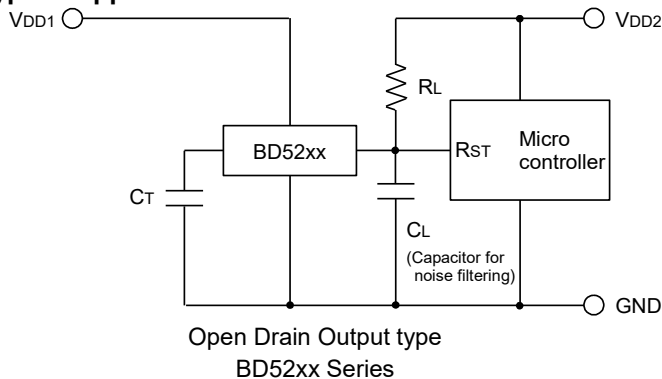 VDD1
VDD2
RL
BD52xx
RST
Micro
controller
CT
CL
(Capacitor for
noise filtering)
GND
Open Drain Output type
BD52xx Series